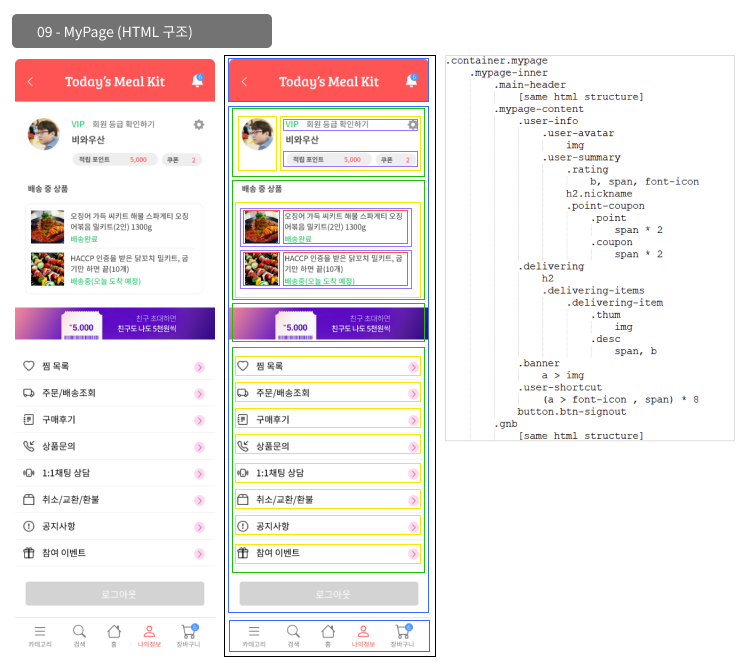 09 - MyPage (HTML 구조)
Today's Meal Kit
VIP 회원 등급 확인하기
비와우산
적립 포인트 5,000 쿠폰 2
배송 중 상품
오징어 가득 씨키트 해물 스파게티 오징
어볶음 밀키트(2인) 1300g
배송완료
HACCP 인증을 받은 닭꼬치 밀키트, 굽
기만 하면 끝(10개)
배송중(오늘 도착 예정)
친구 초대하면
₩5.000
친구도 나도 5천원씩
찜 목록
주문/배송조회
구매후기
상품문의
1:1채팅 상담
취소/교환/환불
공지사항
참여 이벤트
로그아웃
카테고리 검색 홈 나의정보 장바구니
Today's Meal Kit
VIP 회원 등급 확인하기
비와우산
적립 포인트 5,000 쿠폰 2
배송 중 상품
오징어 가득 씨키트 해물 스파게티 오징
어볶음 밀키트(2인) 1300g
배송완료
HACCP 인증을 받은 닭꼬치 밀키트, 굽
기만 하면 끝(10개)
배송중(오늘 도착 예정)
친구 초대하면
₩5.000
친구도 나도 5천원씩
찜 목록
주문/배송조회
구매후기
상품문의
1:1채팅 상담
취소/교환/환불
공지사항
참여 이벤트
로그아웃
카테고리 검색 홈 나의정보 장바구니
.container.mypage
.mypage-inner
.main-header
[same html structure]
.mypage-content
.user-info
.user-avatar
img
.user-summary
.rating
b, span, font-icon
h2.nickname
.point-coupon
.point
span * 2
.coupon
span * 2
.delivering
h2
.delivering-items
.delivering-item
.thum
img
.desc
span, b
.banner
a > img
.user-shortcut
(a > font-icon , span) * 8
button.btn-signout
.gnb
[same html structure]